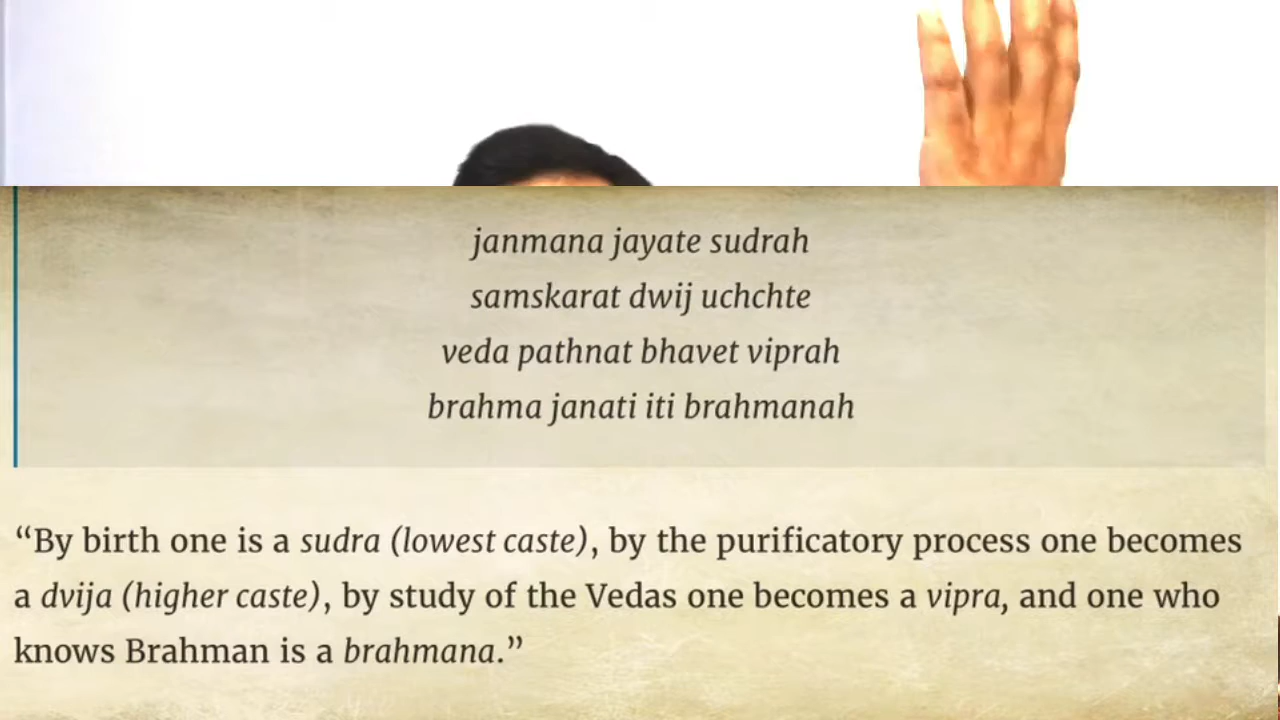 janmana jayate sudrah
samskarat dwij uchchte
veda pathnat bhavet viprah
brahma janati iti brahmanah
“By birth one is a sudra (lowest caste), by the purificatory process one becomes
a dvija (higher caste), by study of the Vedas one becomes a vipra, and one who
knows Brahman is a brahmana.”